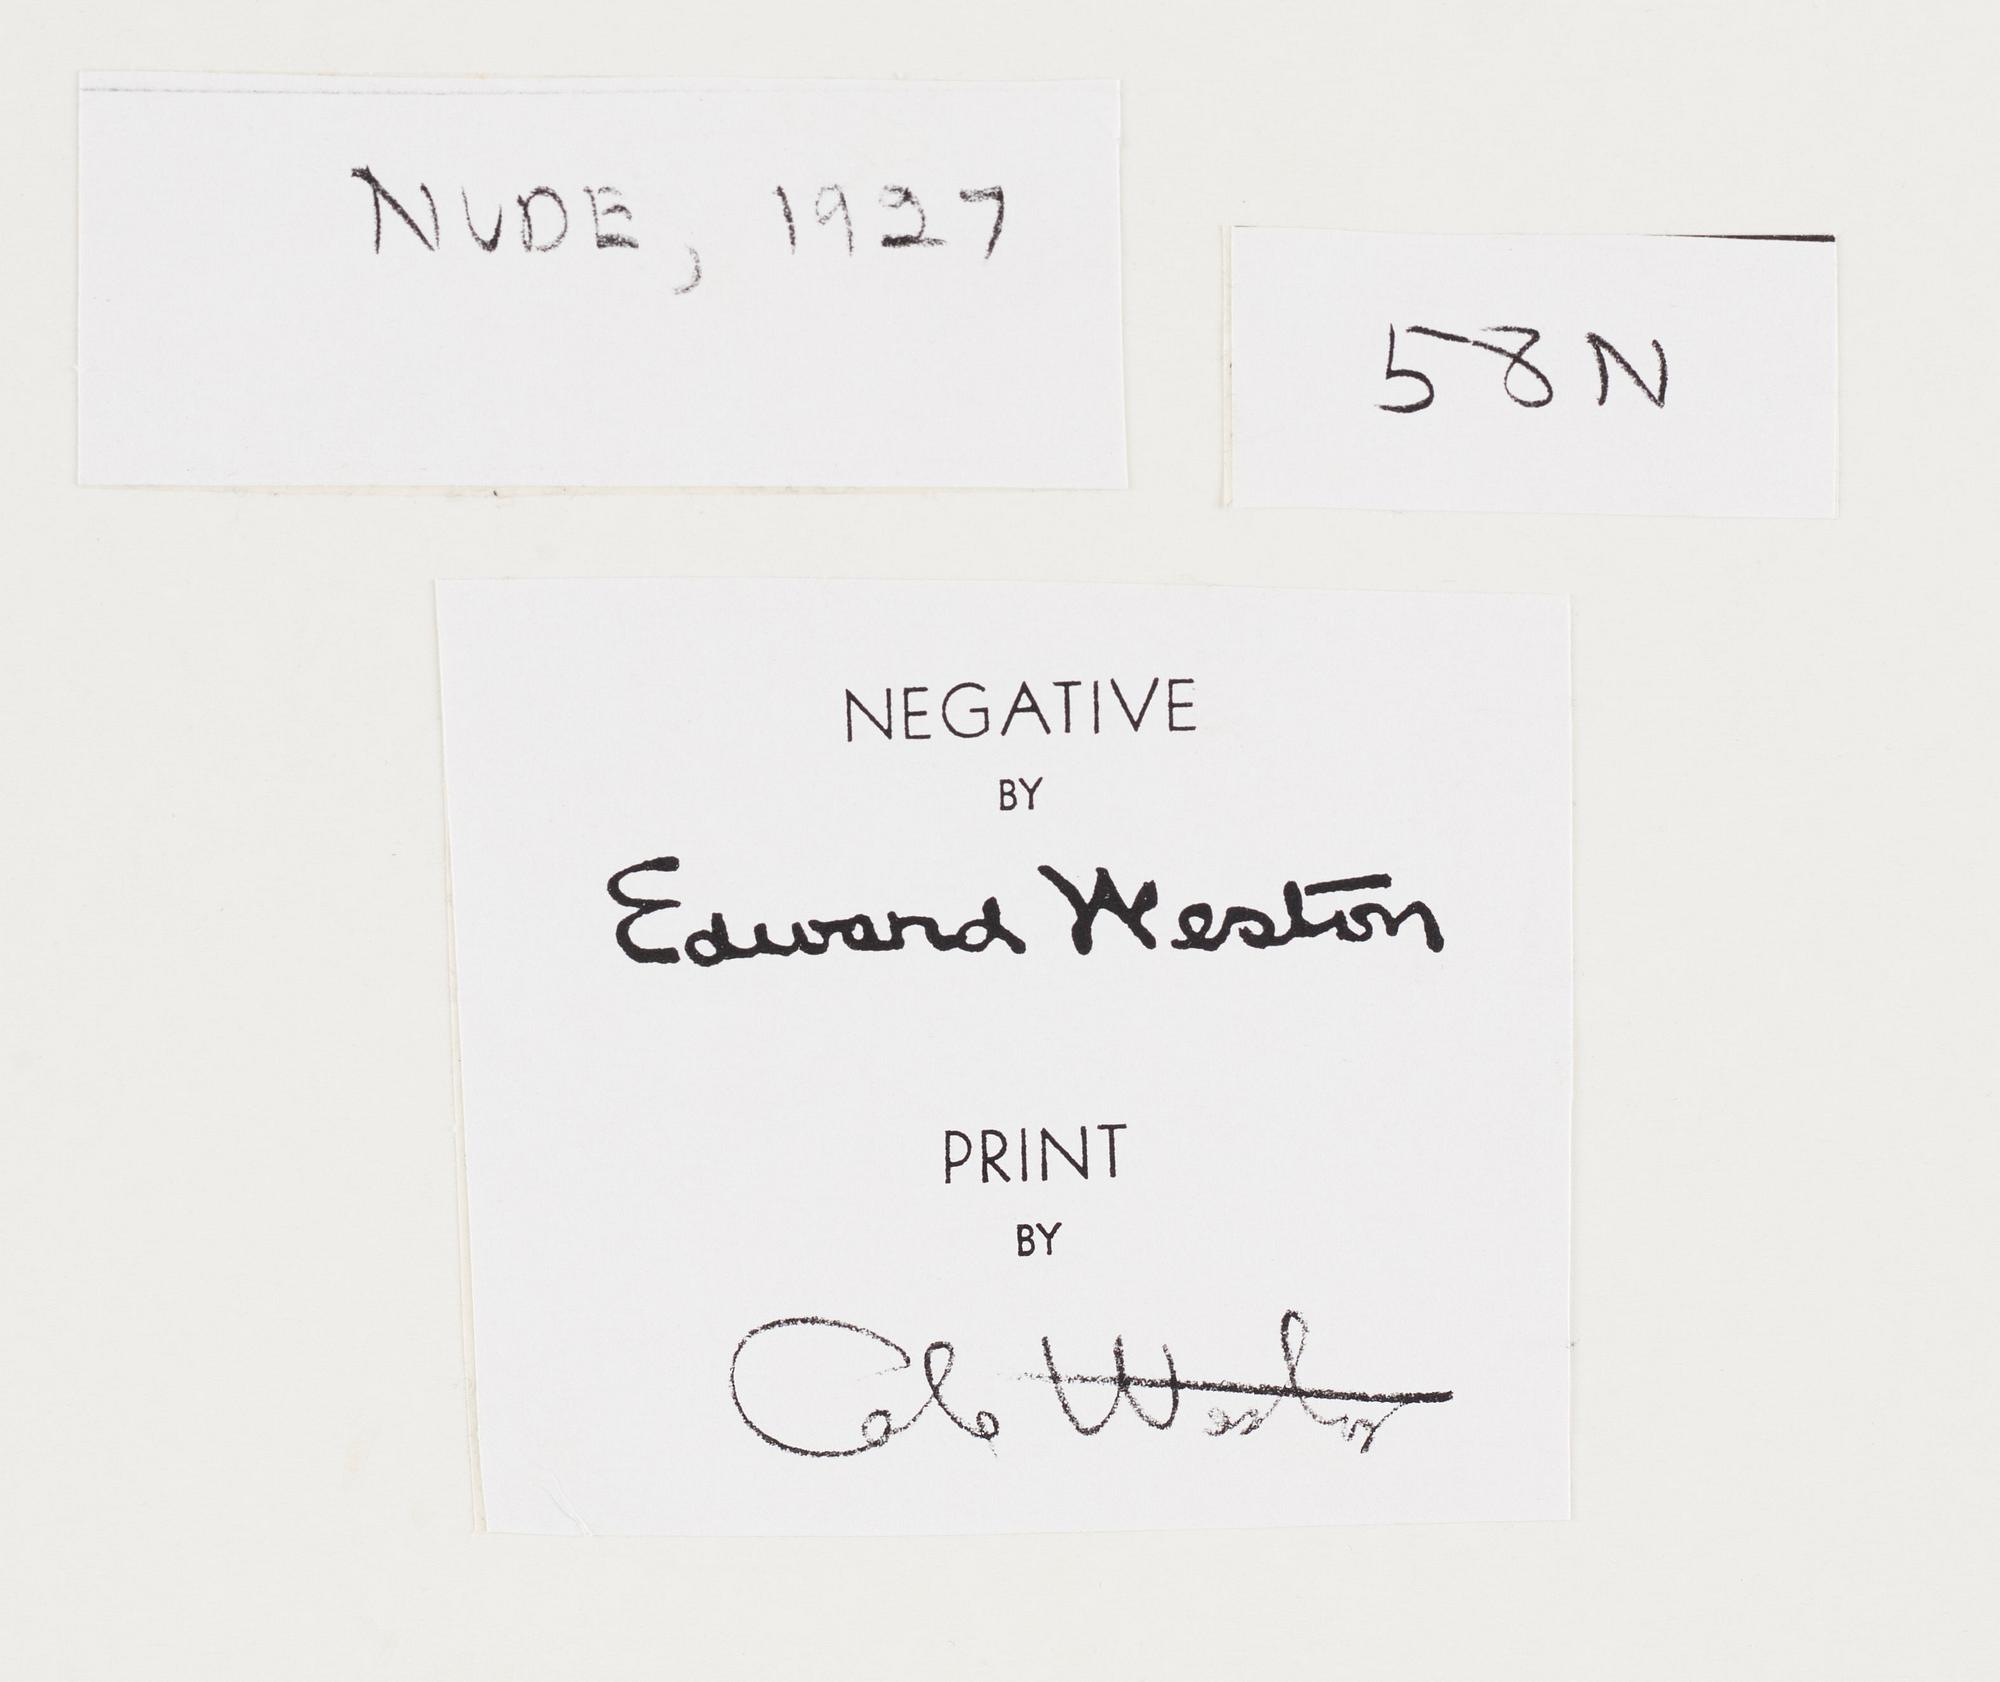 NUDE, 1927
58N
NEGATIVE
BY
Edward Weston
PRINT
BY
Cole Weston